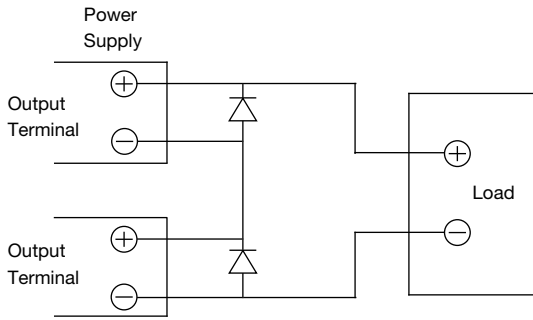 Power
Supply
Output
Terminal
+
−
+
−
Load
Output
Terminal
+
−